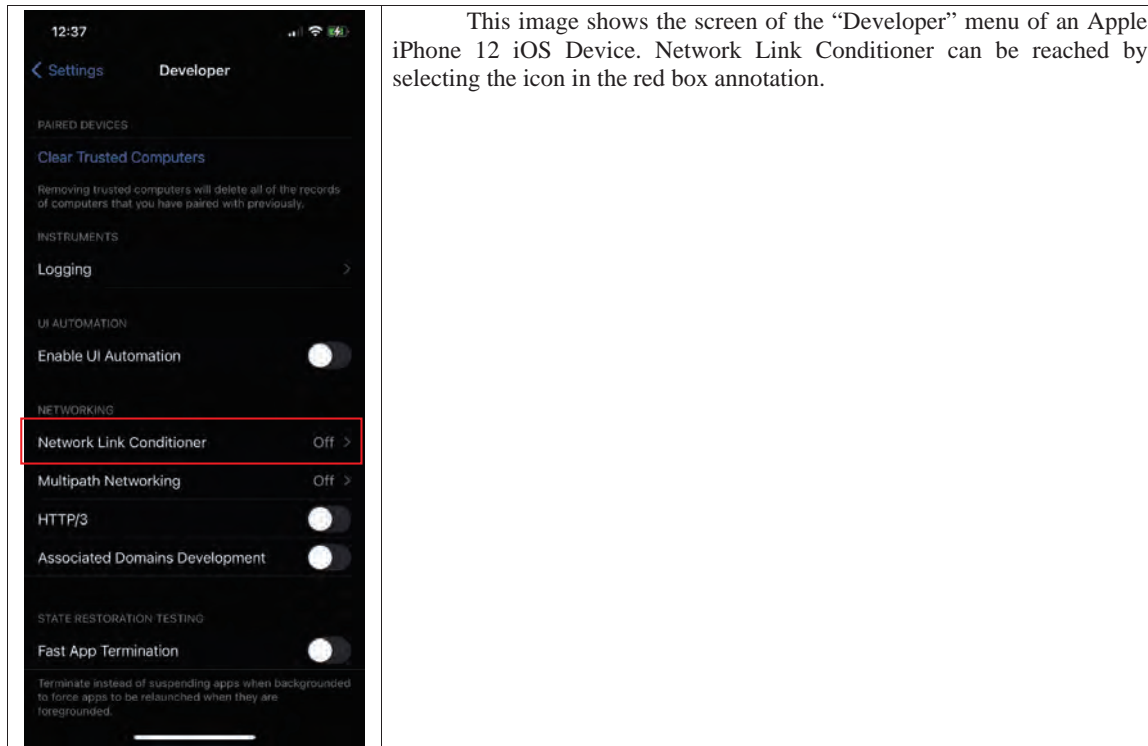 12:37
Settings
Developer
PAIRED DEVICES
Clear Trusted Computers
Removing trusted computers will delete all of the records
of computers that you have paired with previously.
INSTRUMENTS
Logging
UI AUTOMATION
Enable UI Automation
NETWORKING
Network Link Conditioner Off
Multipath Networking Off
HTTP/3
Associated Domains Development
STATE RESTORATION TESTING
Fast App Termination
Terminate instead of suspending apps when backgrounded
to force apps to be relaunched when they are
foregrounded.
This image shows the screen of the “Developer” menu of an Apple
iPhone 12 iOS Device. Network Link Conditioner can be reached by
selecting the icon in the red box annotation.